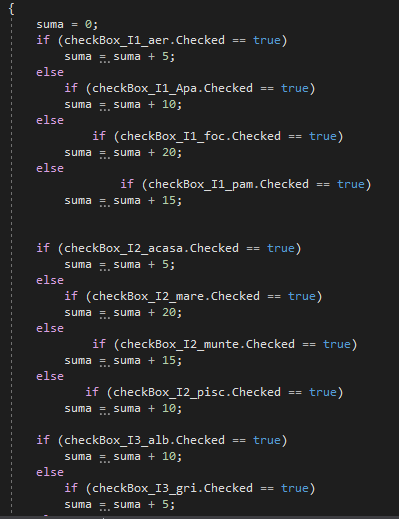 {
suma = 0;
if (checkBox_I1_aer.Checked == true)
suma = suma + 5;
else
if (checkBox_I1_Apa.Checked == true)
suma = suma + 10;
else
if (checkBox_I1_foc.Checked == true)
suma = suma + 20;
else
if (checkBox_I1_pam.Checked == true)
suma = suma + 15;
if (checkBox_I2_acasa.Checked == true)
suma = suma + 5;
else
if (checkBox_I2_mare.Checked == true)
suma = suma + 20;
else
if (checkBox_I2_munte.Checked == true)
suma = suma + 15;
else
if (checkBox_I2_pisc.Checked == true)
suma = suma + 10;
if (checkBox_I3_alb.Checked == true)
suma = suma + 10;
else
if (checkBox_I3_gri.Checked == true)
suma = suma + 5;